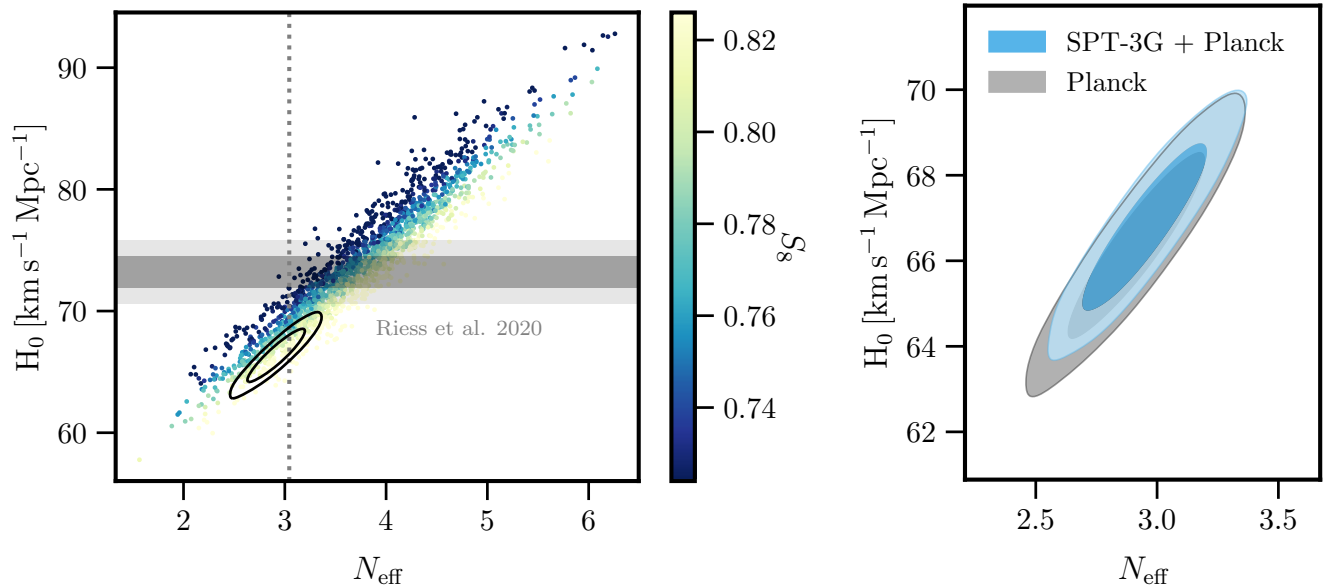 90
80
70
60
H₀ [km s⁻¹ Mpc⁻¹]
Riess et al. 2020
2 3 4 5 6
N_eff
0.82
0.80
0.78
0.76
0.74
S₈
SPT-3G + Planck
Planck
70
68
66
64
62
H₀ [km s⁻¹ Mpc⁻¹]
2.5 3.0 3.5
N_eff